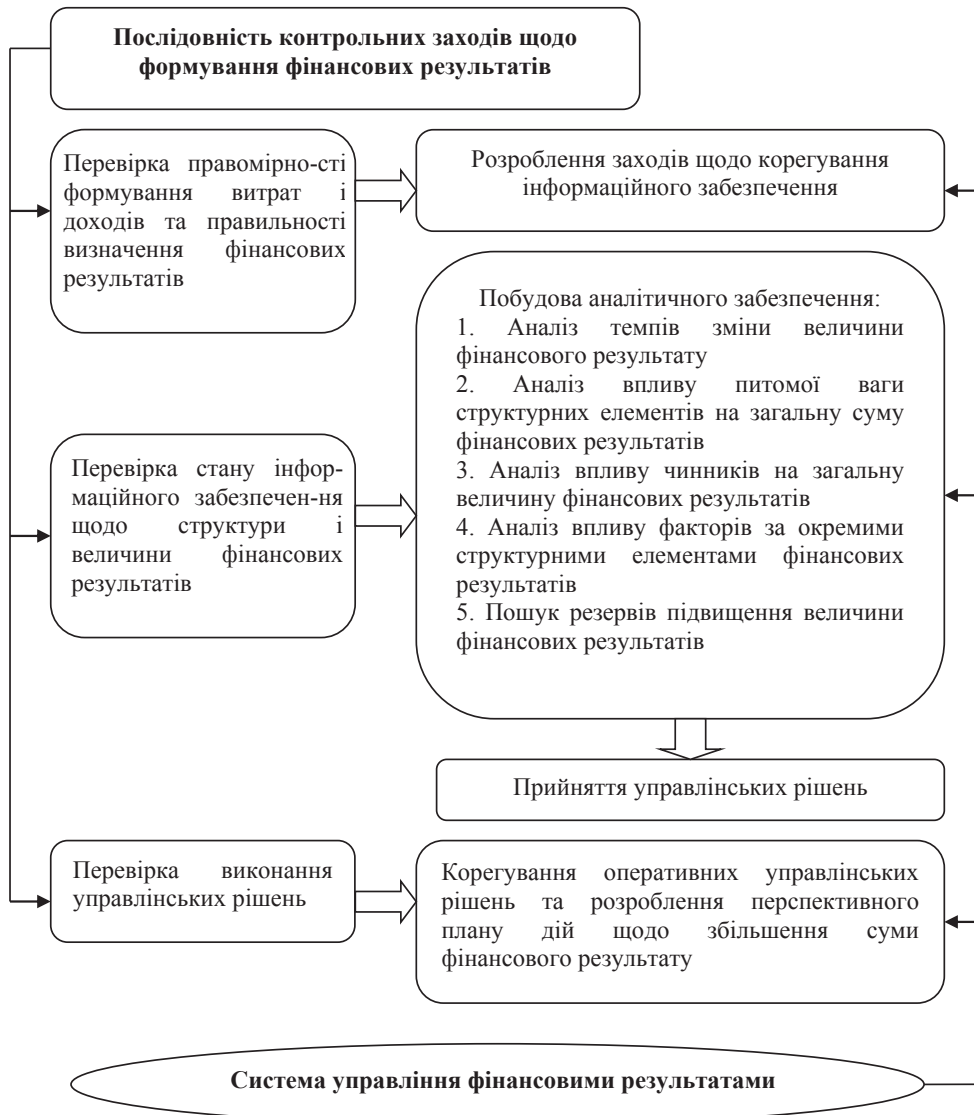 Послідовність контрольних заходів щодо
формування фінансових результатів
Перевірка правомірно-сті
формування витрат і
доходів та правильності
визначення фінансових
результатів
Розроблення заходів щодо корегування
інформаційного забезпечення
Побудова аналітичного забезпечення:
1. Аналіз темпів зміни величини
фінансового результату
2. Аналіз впливу питомої ваги
структурних елементів на загальну суму
фінансових результатів
3. Аналіз впливу чинників на загальну
величину фінансових результатів
4. Аналіз впливу факторів за окремими
структурними елементами фінансових
результатів
5. Пошук резервів підвищення величини
фінансових результатів
Перевірка стану інфор-
маційного забезпечен-ня
щодо структури і
величини фінансових
результатів
Прийняття управлінських рішень
Перевірка виконання
управлінських рішень
Корегування оперативних управлінських
рішень та розроблення перспективного
плану дій щодо збільшення суми
фінансового результату
Система управління фінансовими результатами